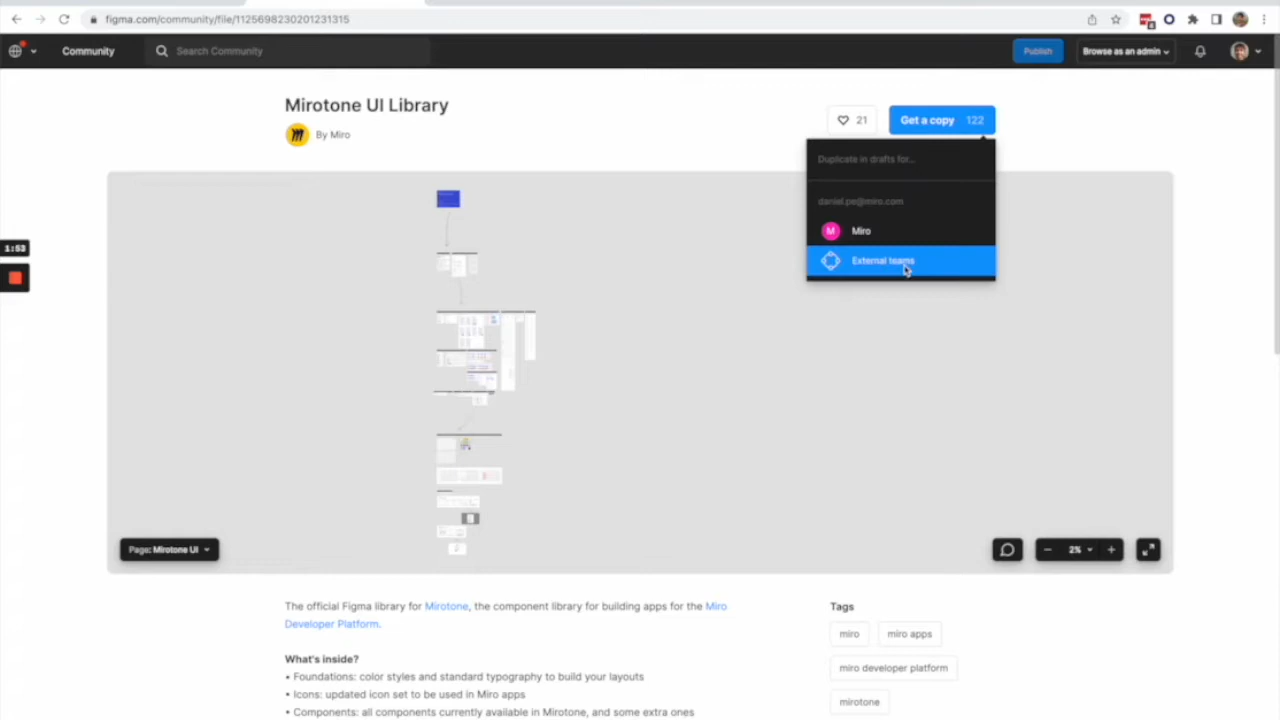 figma.com/community/file/1125698230201231315
Community
Search Community
Publish
Browse as an admin
Mirotone UI Library
By Miro
21
Get a copy 122
Duplicate in drafts for...
daniel.pe@miro.com
M Miro
External teams
1:53
Page: Mirotone UI
2%
The official Figma library for Mirotone, the component library for building apps for the Miro
Developer Platform.
What's inside?
• Foundations: color styles and standard typography to build your layouts
• Icons: updated icon set to be used in Miro apps
• Components: all components currently available in Mirotone, and some extra ones
Tags
miro
miro apps
miro developer platform
mirotone